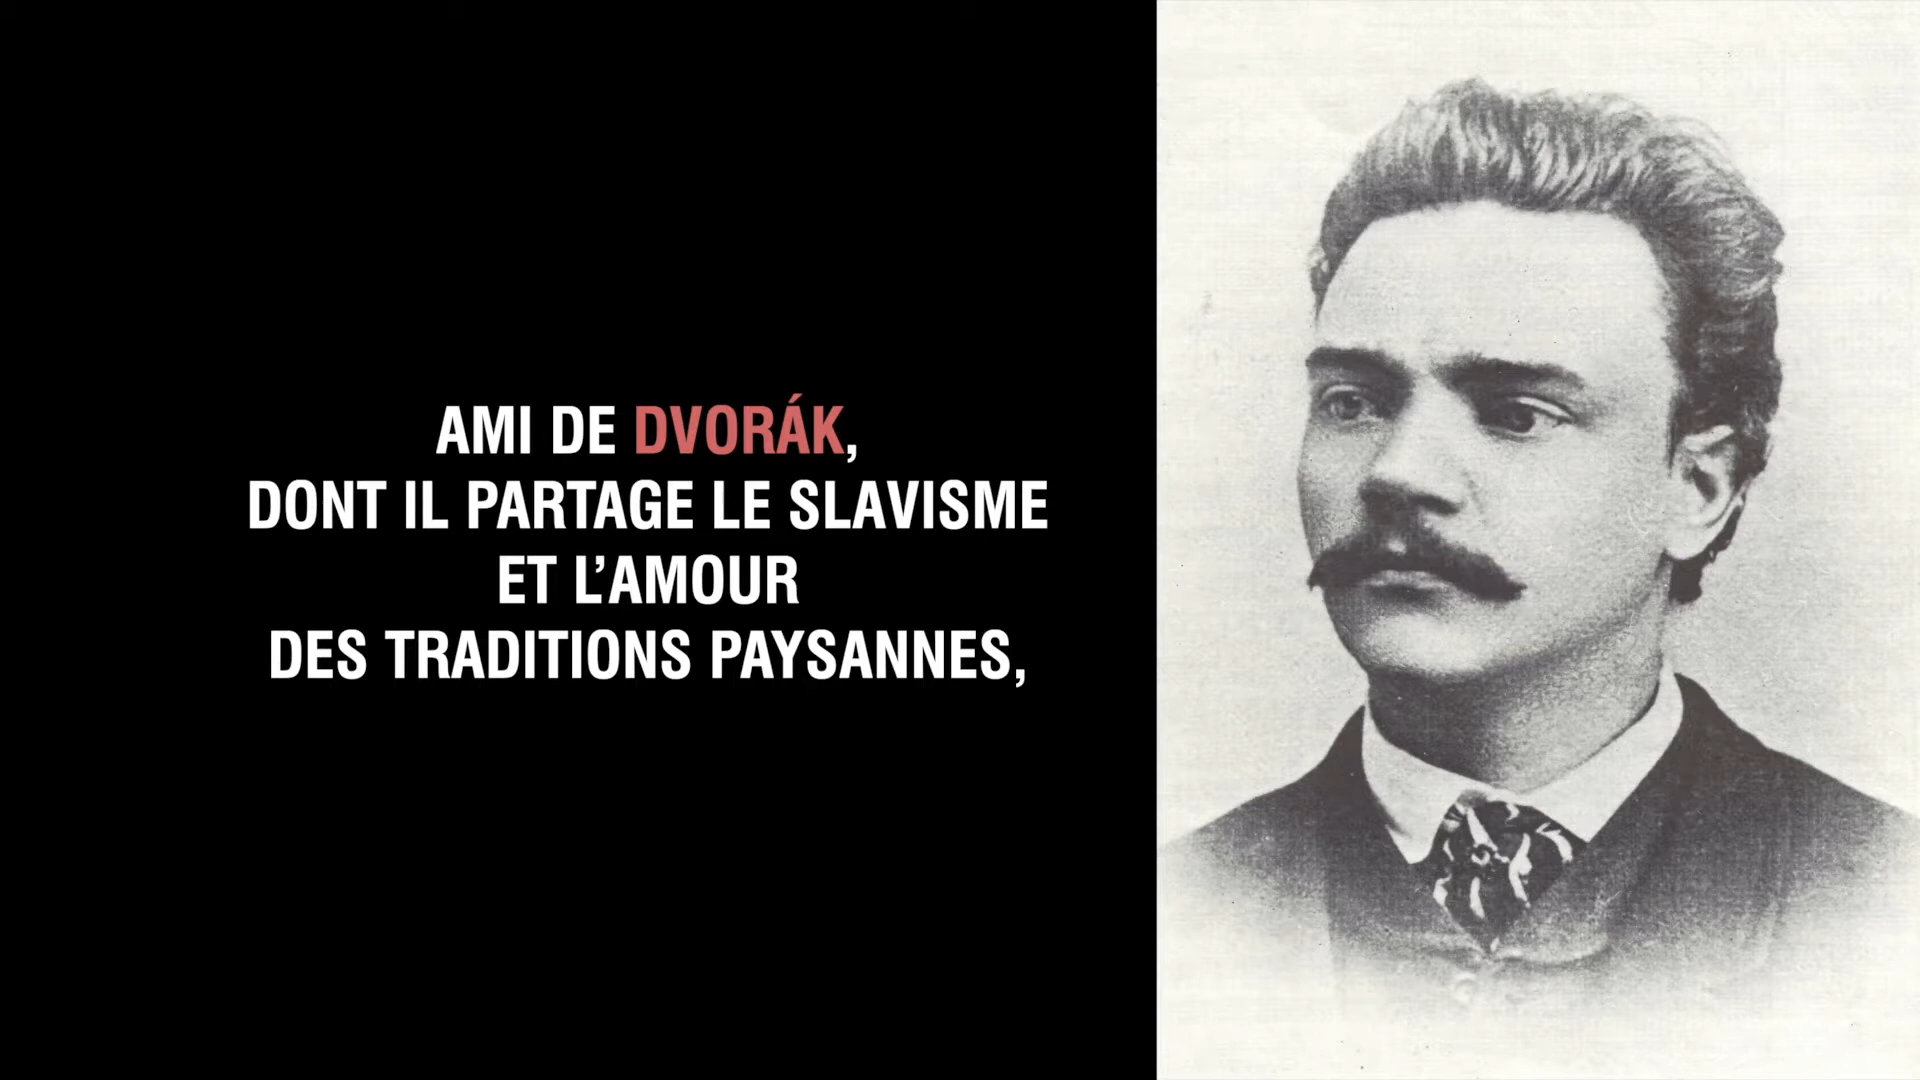 AMI DE DVORÁK,
DONT IL PARTAGE LE SLAVISME
ET L’AMOUR
DES TRADITIONS PAYSANNES,